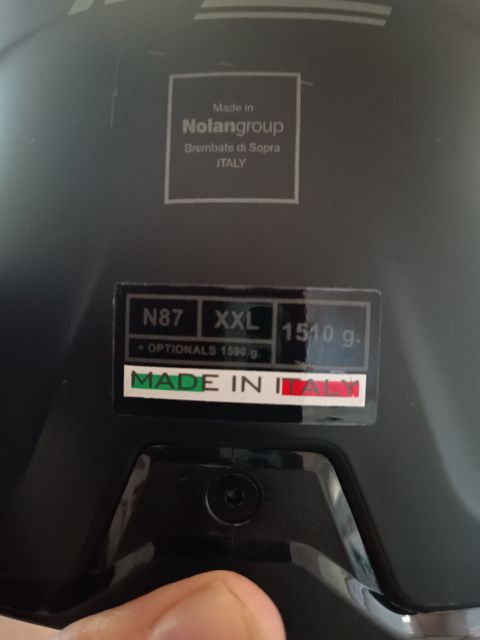 Made in
Nolangroup
Brembate di Sopra
ITALY
N87 XXL 1510 g.
+ OPTIONALS 1590 g.
MADE IN ITALY